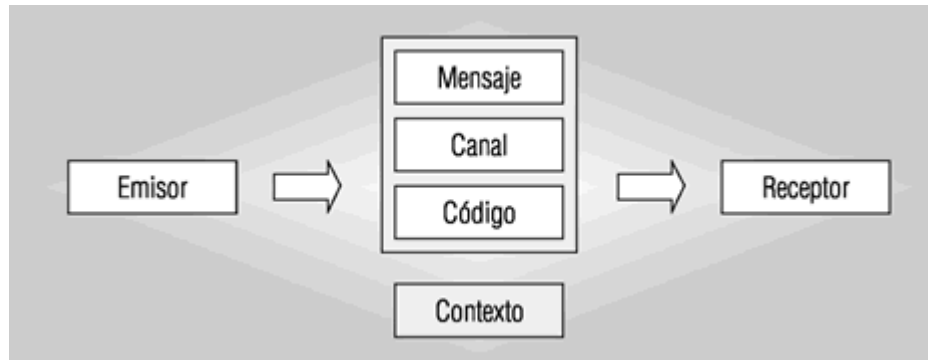 Mensaje
Canal
Emisor
Receptor
Código
Contexto